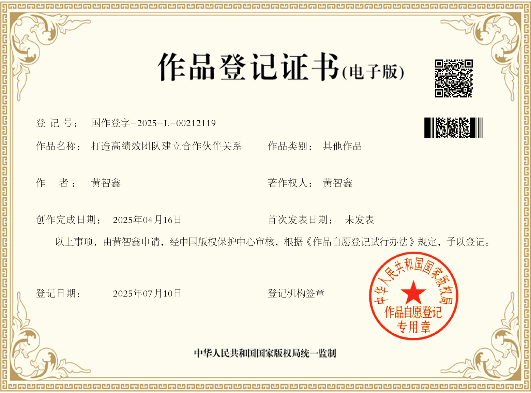 作品登记证书(电子版)
登 记 号： 国作登字-2025-L-00212119
作品名称： 打造高绩效团队建立合作伙伴关系 作品类别： 其他作品
作 者： 黄智鑫 著作权人： 黄智鑫
创作完成日期： 2025年04月16日 首次发表日期： 未发表
以上事项，由黄智鑫申请，经中国版权保护中心审核，根据《作品自愿登记试行办法》规定，予以登记。
登记日期： 2025年07月10日 登记机构签章
中华人民共和国国家版权局
作品自愿登记
专用章
中华人民共和国国家版权局统一监制